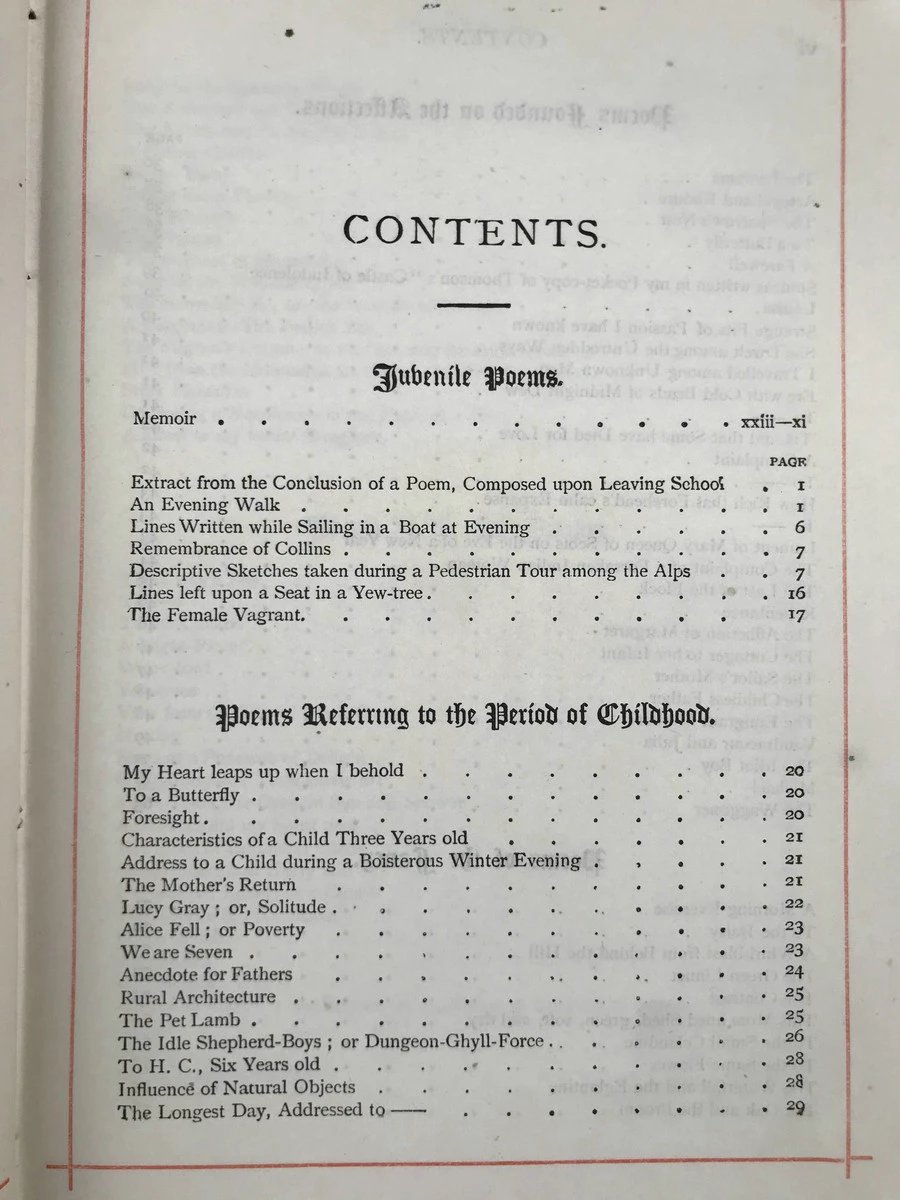 CONTENTS.
Juvenile Poems.
Memoir . . . . . . . . . . . . . xxiii—xi
PAGE
Extract from the Conclusion of a Poem, Composed upon Leaving School . 1
An Evening Walk . . . . . . . . . . . 1
Lines Written while Sailing in a Boat at Evening . . . . . . 6
Remembrance of Collins . . . . . . . . . . 7
Descriptive Sketches taken during a Pedestrian Tour among the Alps . . 7
Lines left upon a Seat in a Yew-tree . . . . . . . . 16
The Female Vagrant. . . . . . . . . . . 17
Poems Referring to the Period of Childhood.
My Heart leaps up when I behold . . . . . . . . . 20
To a Butterfly . . . . . . . . . . . . . 20
Foresight . . . . . . . . . . . . . . 20
Characteristics of a Child Three Years old . . . . . . . 21
Address to a Child during a Boisterous Winter Evening . . . . . 21
The Mother's Return . . . . . . . . . . . 21
Lucy Gray ; or, Solitude . . . . . . . . . . . 22
Alice Fell ; or Poverty . . . . . . . . . . . 23
We are Seven . . . . . . . . . . . . . 23
Anecdote for Fathers . . . . . . . . . . . 24
Rural Architecture . . . . . . . . . . . . 25
The Pet Lamb . . . . . . . . . . . . . 25
The Idle Shepherd-Boys ; or Dungeon-Ghyll-Force . . . . . . 26
To H. C., Six Years old . . . . . . . . . . . 28
Influence of Natural Objects . . . . . . . . . . 28
The Longest Day, Addressed to —— . . . . . . . . 29